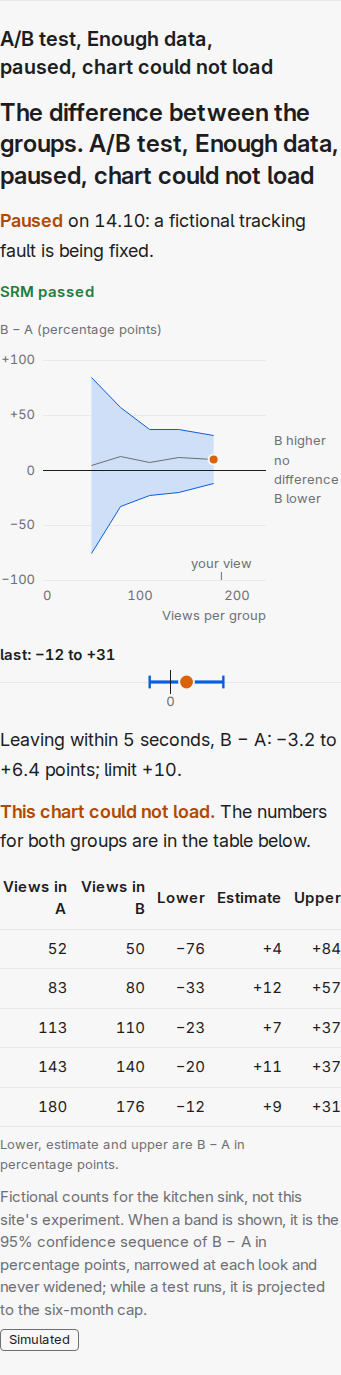 A/B test, Enough data,
paused, chart could not load
The difference between the
groups. A/B test, Enough data,
paused, chart could not load
Paused on 14.10: a fictional tracking
fault is being fixed.
SRM passed
B − A (percentage points)
+100
+50
0
−50
−100
B higher
no
difference
B lower
your view
0 100 200
Views per group
last: −12 to +31
0
Leaving within 5 seconds, B − A: −3.2 to
+6.4 points; limit +10.
This chart could not load. The numbers
for both groups are in the table below.
Views in A Views in B Lower Estimate Upper
52 50 −76 +4 +84
83 80 −33 +12 +57
113 110 −23 +7 +37
143 140 −20 +11 +37
180 176 −12 +9 +31
Lower, estimate and upper are B − A in
percentage points.
Fictional counts for the kitchen sink, not this
site's experiment. When a band is shown, it is the
95% confidence sequence of B − A in
percentage points, narrowed at each look and
never widened; while a test runs, it is projected
to the six-month cap.
Simulated